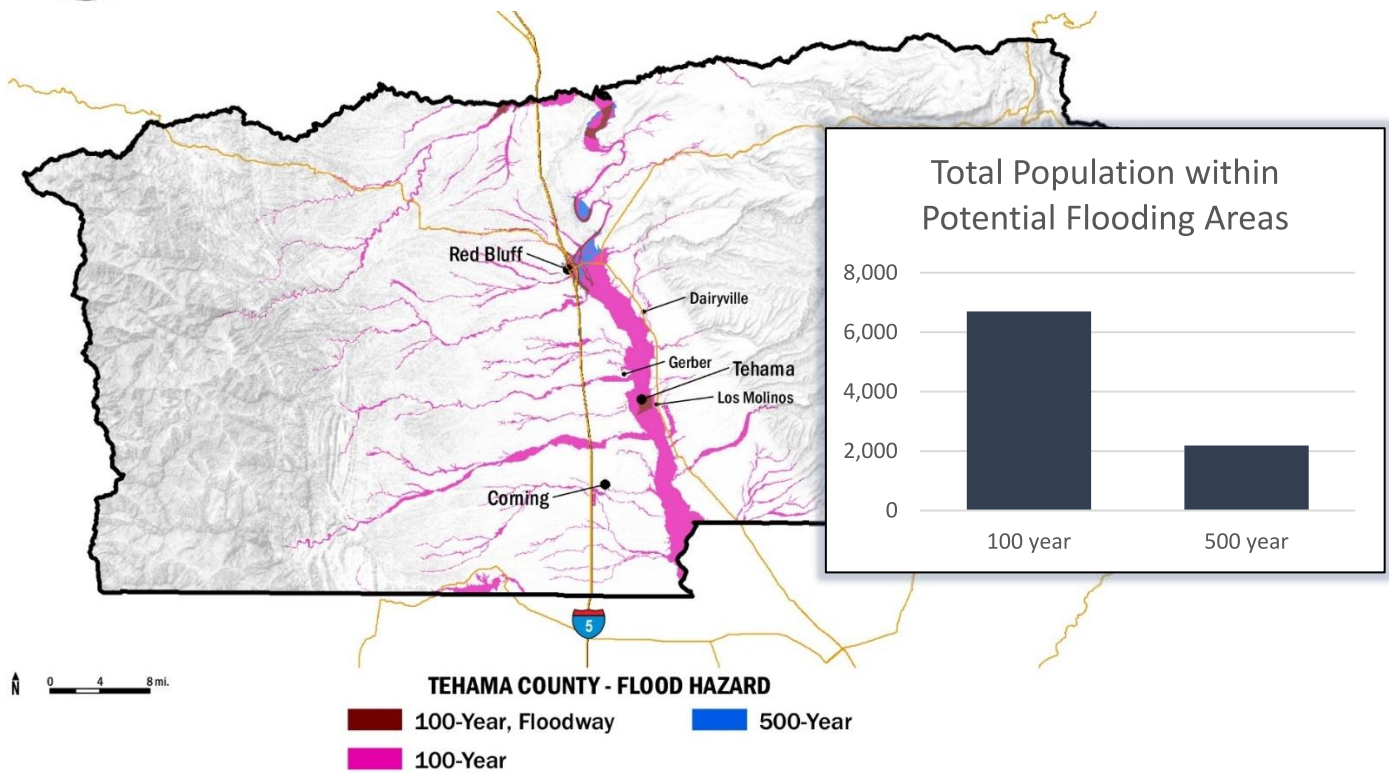 Red Bluff
Dairyville
Gerber
Tehama
Los Molinos
Corning
5
Total Population within
Potential Flooding Areas
8,000
6,000
4,000
2,000
0
100 year
500 year
N
0 4 8 mi.
TEHAMA COUNTY - FLOOD HAZARD
100-Year, Floodway
500-Year
100-Year